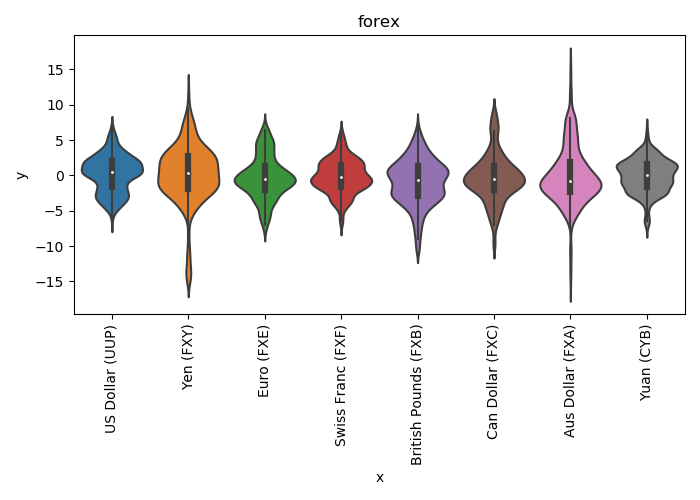 forex
y
15
10
5
0
−5
−10
−15
US Dollar (UUP)
Yen (FXY)
Euro (FXE)
Swiss Franc (FXF)
British Pounds (FXB)
Can Dollar (FXC)
Aus Dollar (FXA)
Yuan (CYB)
x